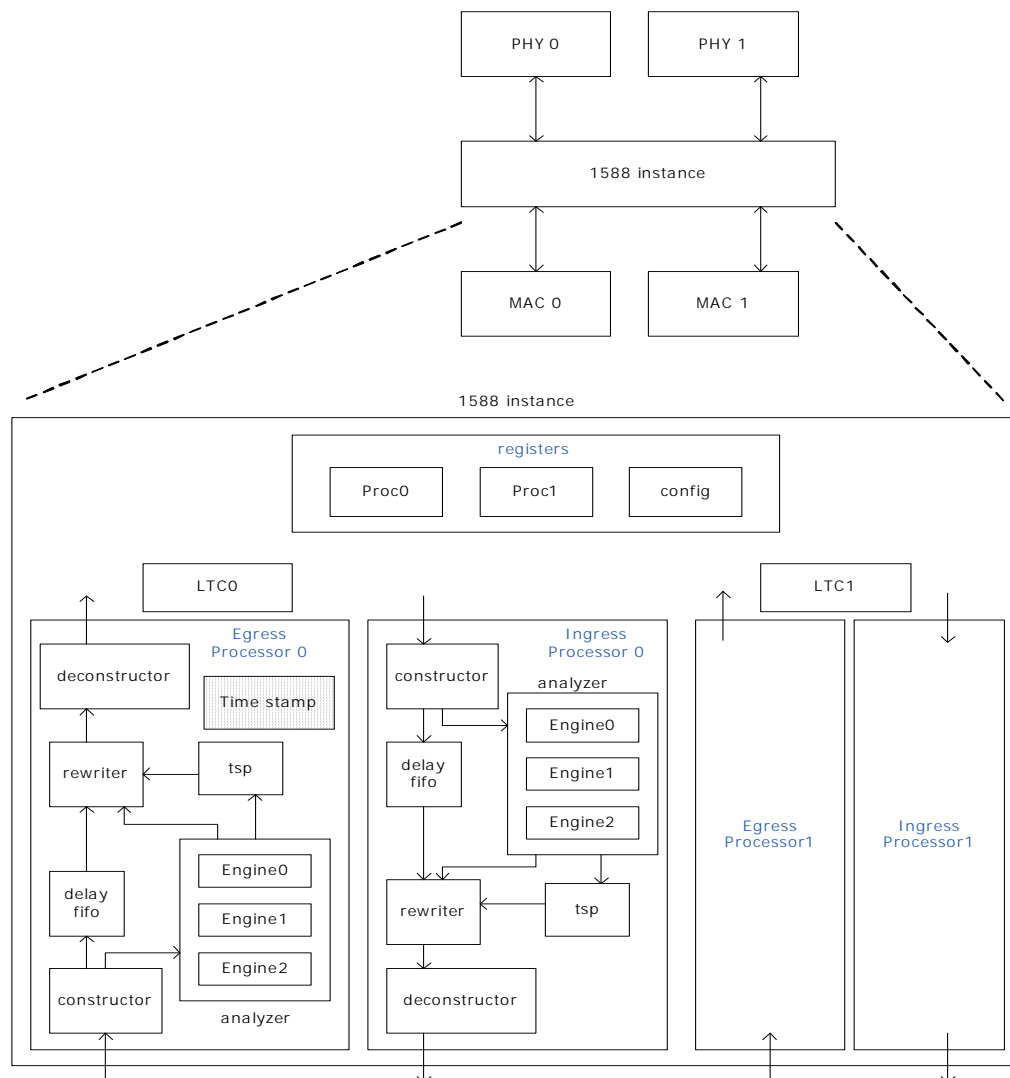 PHY 0
PHY 1
1588 instance
MAC 0
MAC 1
1588 instance
registers
Proc0
Proc1
config
LTC0
LTC1
Egress
Processor 0
deconstructor
Time stamp
rewriter
tsp
delay
fifo
Engine0
Engine1
Engine2
constructor
analyzer
Ingress
Processor 0
constructor
analyzer
Engine0
Engine1
Engine2
delay
fifo
rewriter
tsp
deconstructor
Egress
Processor1
Ingress
Processor1